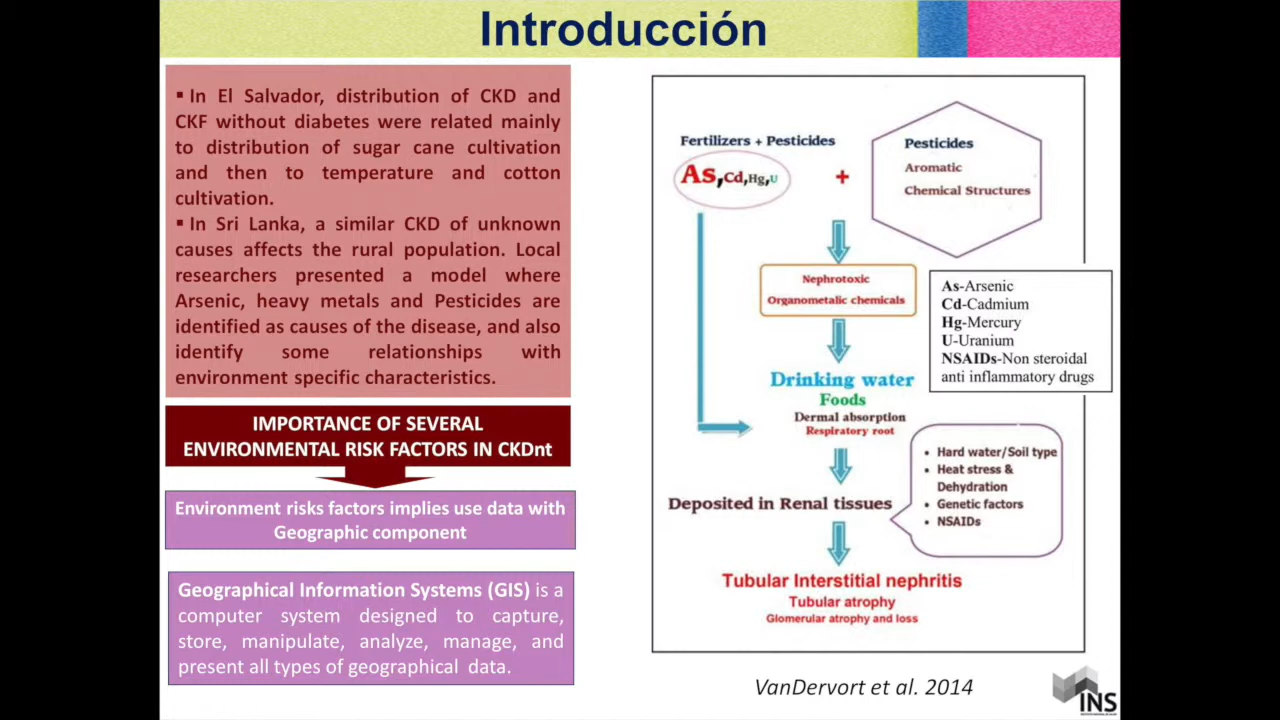 Introducción
▪ In El Salvador, distribution of CKD and
CKF without diabetes were related mainly
to distribution of sugar cane cultivation
and then to temperature and cotton
cultivation.
▪ In Sri Lanka, a similar CKD of unknown
causes affects the rural population. Local
researchers presented a model where
Arsenic, heavy metals and Pesticides are
identified as causes of the disease, and also
identify some relationships with
environment specific characteristics.
IMPORTANCE OF SEVERAL
ENVIRONMENTAL RISK FACTORS IN CKDnt
Environment risks factors implies use data with
Geographic component
Geographical Information Systems (GIS) is a
computer system designed to capture,
store, manipulate, analyze, manage, and
present all types of geographical data.
Fertilizers + Pesticides
As,Cd,Hg,U
+
Pesticides
Aromatic
Chemical Structures
Nephrotoxic
Organometalic chemicals
As-Arsenic
Cd-Cadmium
Hg-Mercury
U-Uranium
NSAIDs-Non steroidal
anti inflammatory drugs
Drinking water
Foods
Dermal absorption
Respiratory root
• Hard water/Soil type
• Heat stress &
Dehydration
• Genetic factors
• NSAIDs
Deposited in Renal tissues
Tubular Interstitial nephritis
Tubular atrophy
Glomerular atrophy and loss
VanDervort et al. 2014
INS